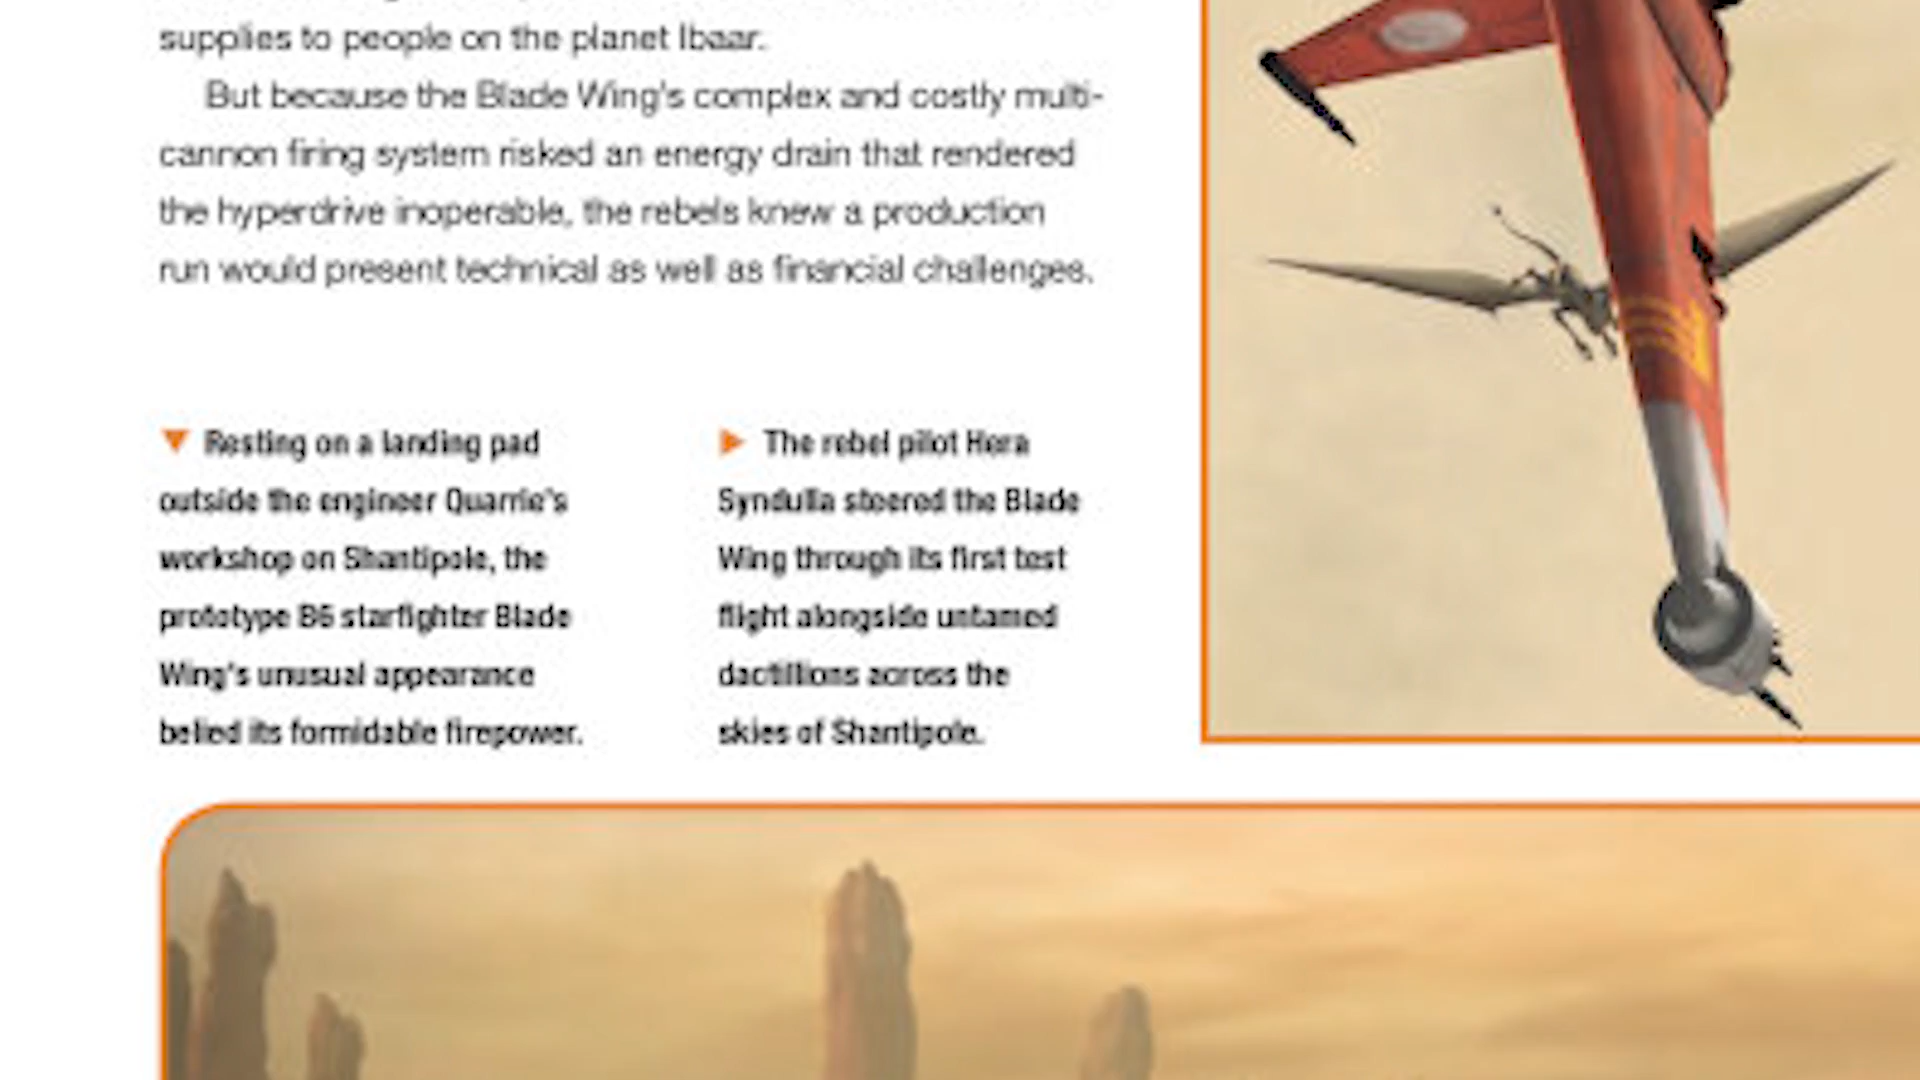 supplies to people on the planet Ibaar.
But because the Blade Wing's complex and costly multi-
cannon firing system risked an energy drain that rendered
the hyperdrive inoperable, the rebels knew a production
run would present technical as well as financial challenges.
▼ Resting on a landing pad
outside the engineer Quarrie's
workshop on Shantipole, the
prototype B6 starfighter Blade
Wing's unusual appearance
belied its formidable firepower.
► The rebel pilot Hera
Syndulla steered the Blade
Wing through its first test
flight alongside untamed
dactillions across the
skies of Shantipole.